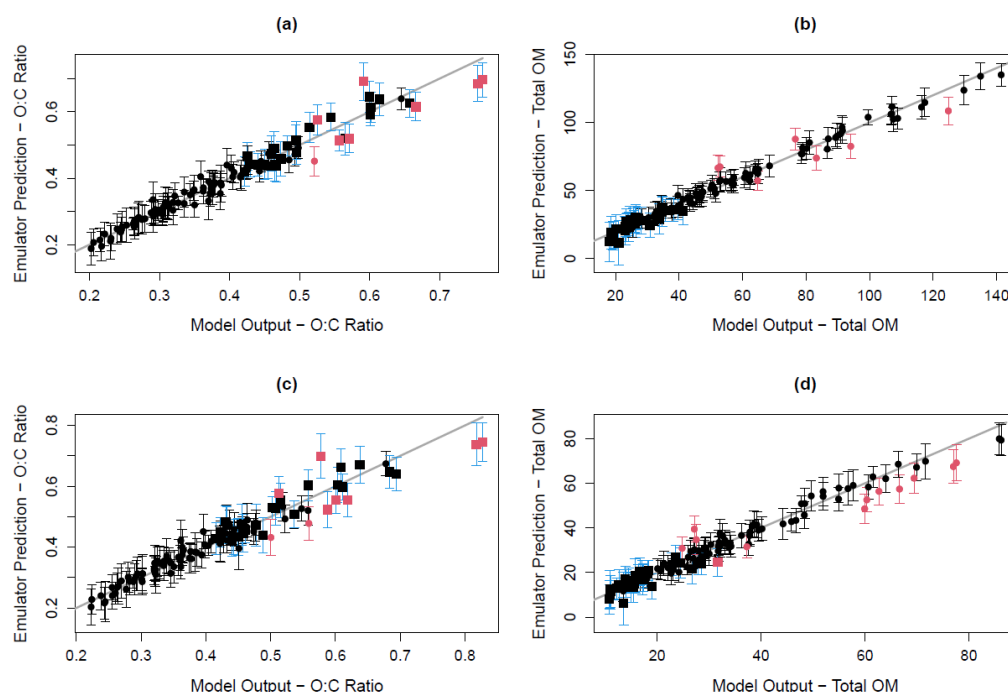 (a)
Emulator Prediction − O:C Ratio
0.2 0.4 0.6
0.2 0.3 0.4 0.5 0.6 0.7
Model Output − O:C Ratio
(b)
Emulator Prediction − Total OM
0 50 100 150
20 40 60 80 100 120 140
Model Output − Total OM
(c)
Emulator Prediction − O:C Ratio
0.2 0.4 0.6 0.8
0.2 0.3 0.4 0.5 0.6 0.7 0.8
Model Output − O:C Ratio
(d)
Emulator Prediction − Total OM
0 20 40 60 80
20 40 60 80
Model Output − Total OM